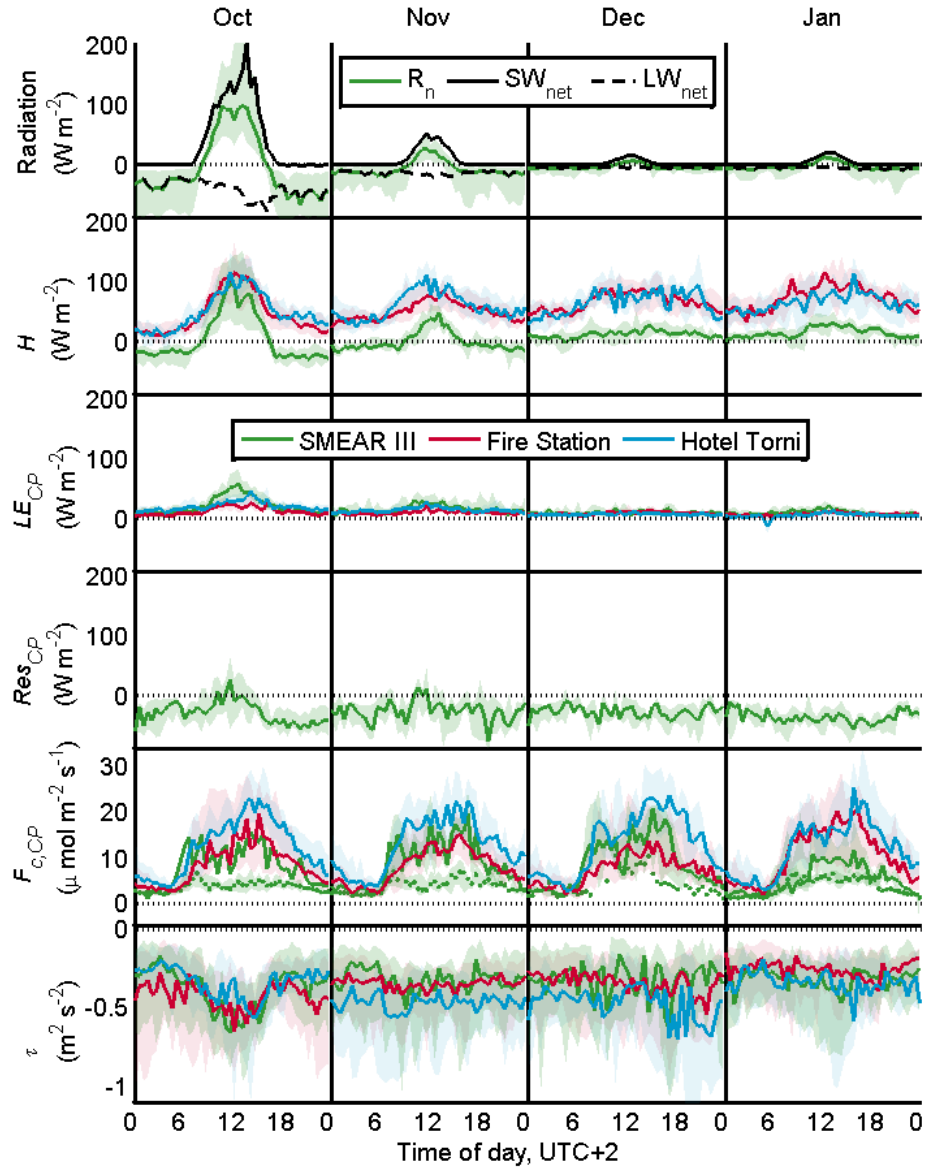 Oct Nov Dec Jan
Radiation
(W m⁻²)
200
100
0
Rₙ SW_net LW_net
H
(W m⁻²)
200
100
0
LE_CP
(W m⁻²)
200
100
0
SMEAR III Fire Station Hotel Torni
Res_CP
(W m⁻²)
200
100
0
F_c,CP
(μ mol m⁻² s⁻¹)
30
20
10
0
τ
(m² s⁻²)
0
-0.5
-1
0 6 12 18 0 6 12 18 0 6 12 18 0 6 12 18 0
Time of day, UTC+2